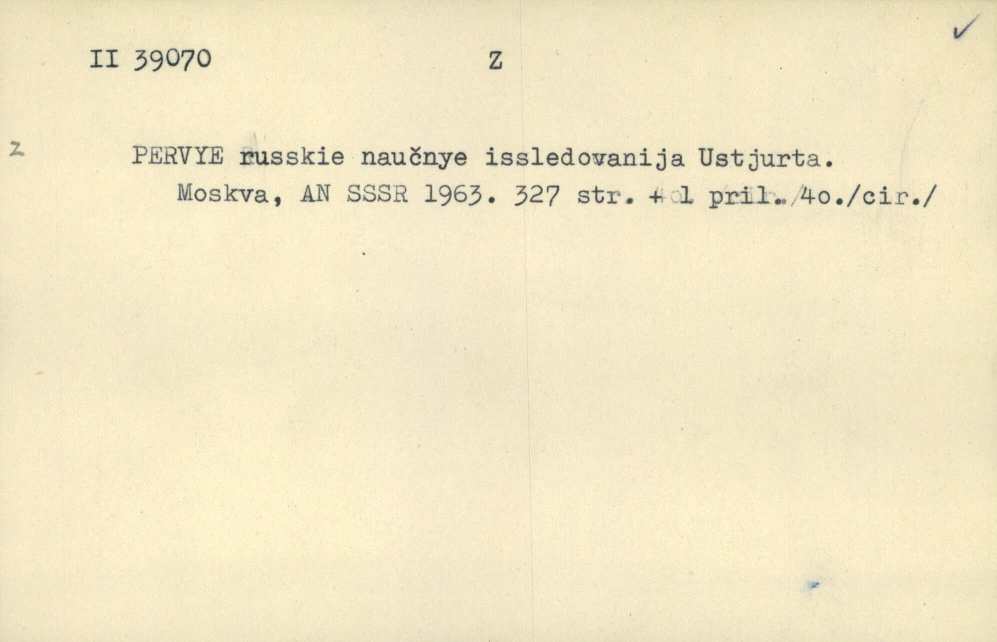 II 39070 Z
z PERVYE russkie naučnye issledovanija Ustjurta.
Moskva, AN SSSR 1963. 327 str. + 1 pril. /4o./cir./